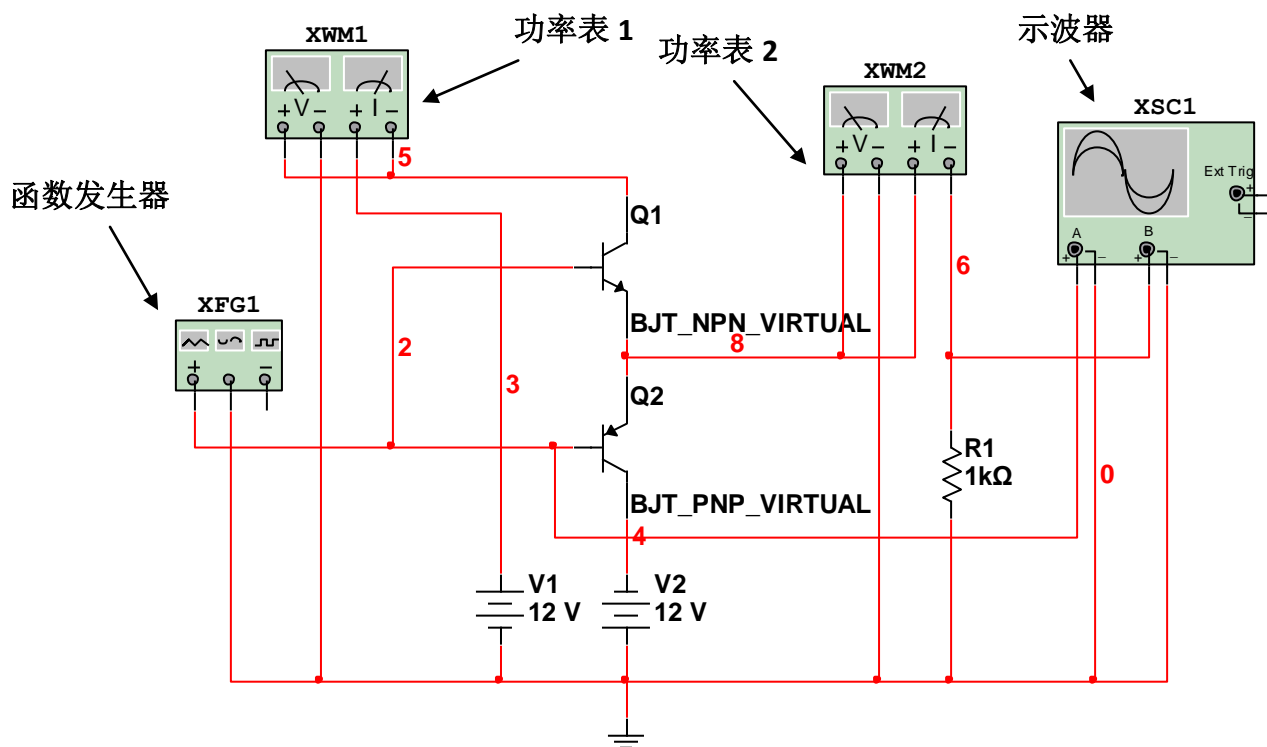 功率表 1
功率表 2
示波器
函数发生器
XWM1
+ V − + I −
5
XWM2
+ V − + I −
XSC1
Ext Trig
+
−
A
B
+ − + −
XFG1
+ −
2
3
Q1
BJT_NPN_VIRTUAL
8
6
Q2
BJT_PNP_VIRTUAL
4
R1
1kΩ
0
V1
12 V
V2
12 V